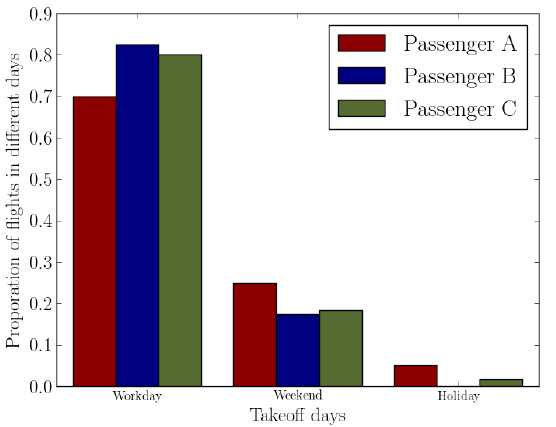 0.9
0.8
0.7
0.6
0.5
0.4
0.3
0.2
0.1
0.0
Proporation of flights in different days
Passenger A
Passenger B
Passenger C
Workday Weekend Holiday
Takeoff days